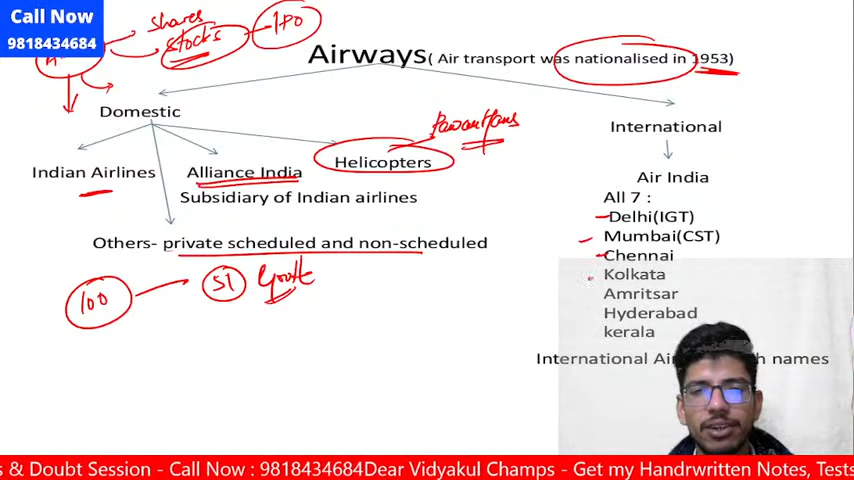 Call Now
9818434684
shares
stocks
IPO
Airways( Air transport was nationalised in 1953)
Domestic
Pawan Hans
International
Helicopters
Indian Airlines
Alliance India
Air India
Subsidiary of Indian airlines
All 7 :
Delhi(IGT)
Mumbai(CST)
Others- private scheduled and non-scheduled
Chennai
100
51
Govt
Kolkata
Amritsar
Hyderabad
kerala
International Ai
h names
s & Doubt Session - Call Now : 9818434684Dear Vidyakul Champs - Get my Handrwritten Notes, Tests